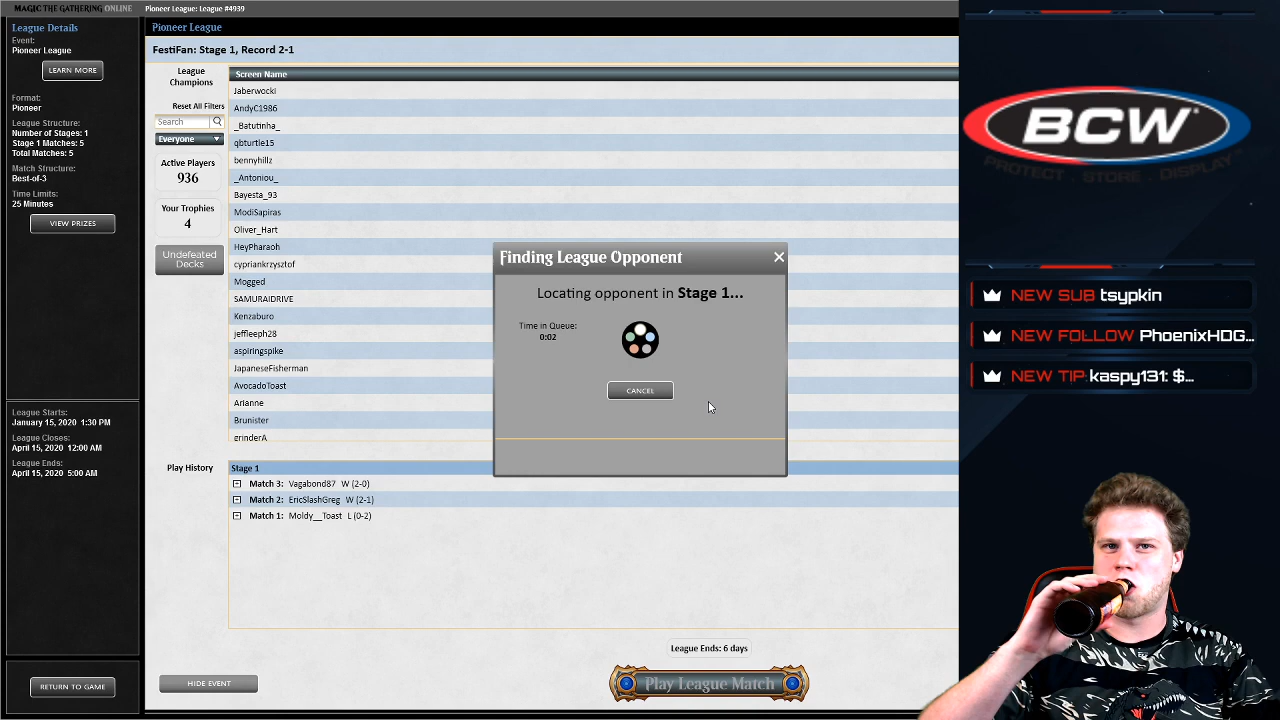 MAGIC THE GATHERING ONLINE
Pioneer League: League #4939
League Details
Event:
Pioneer League
LEARN MORE
Format:
Pioneer
League Structure:
Number of Stages: 1
Stage 1 Matches: 5
Total Matches: 5
Match Structure:
Best-of-3
Time Limits:
25 Minutes
VIEW PRIZES
League Starts:
January 15, 2020 1:30 PM
League Closes:
April 15, 2020 12:00 AM
League Ends:
April 15, 2020 5:00 AM
RETURN TO GAME
Pioneer League
FestiFan: Stage 1, Record 2-1
League
Champions
Reset All Filters
Search
Everyone
Active Players
936
Your Trophies
4
Undefeated
Decks
Screen Name
Jaberwocki
AndyC1986
_Batutinha_
qbturtle15
bennyhillz
_Antoniou_
Bayesta_93
ModiSapiras
Oliver_Hart
HeyPharaoh
cypriankrzysztof
Mogged
SAMURAIDRIVE
Kenzaburo
jeffleeph28
aspiringspike
JapaneseFisherman
AvocadoToast
Arianne
Brunister
grinderA
Finding League Opponent
Locating opponent in Stage 1...
Time in Queue:
0:02
CANCEL
Play History
Stage 1
Match 3: Vagabond87 W (2-0)
Match 2: EricSlashGreg W (2-1)
Match 1: Moldy__Toast L (0-2)
League Ends: 6 days
HIDE EVENT
Play League Match
BCW
PROTECT . STORE . DISPLAY
NEW SUB tsypkin
NEW FOLLOW PhoenixHDG...
NEW TIP kaspy131: $...